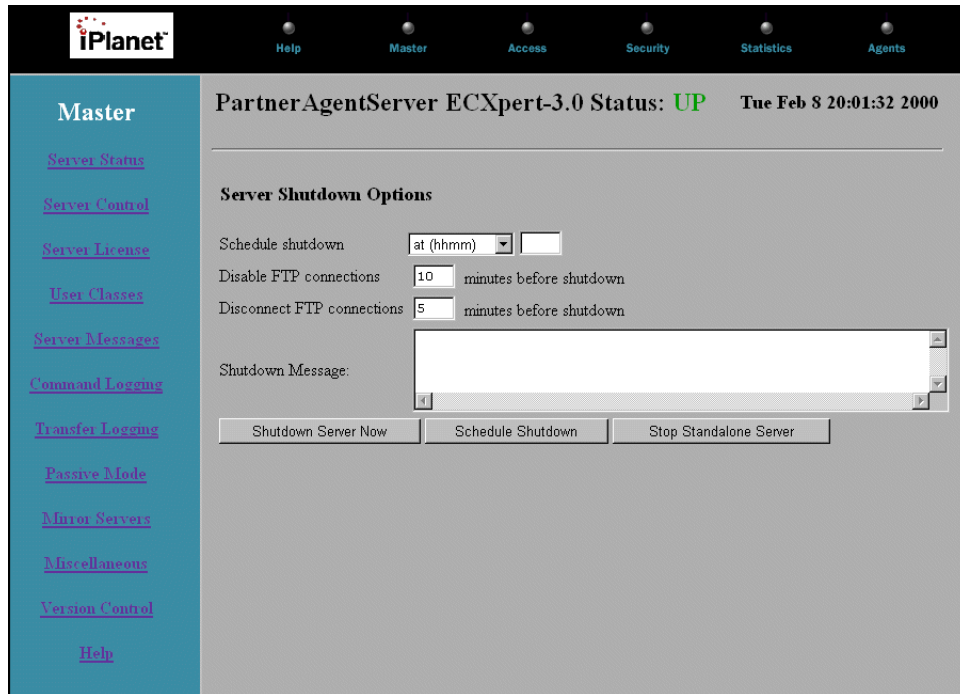 iPlanet
Help Master Access Security Statistics Agents
Master
Server Status
Server Control
Server License
User Classes
Server Messages
Command Logging
Transfer Logging
Passive Mode
Mirror Servers
Miscellaneous
Version Control
Help
PartnerAgentServer ECXpert-3.0 Status: UP Tue Feb 8 20:01:32 2000
Server Shutdown Options
Schedule shutdown at (hhmm)
Disable FTP connections 10 minutes before shutdown
Disconnect FTP connections 5 minutes before shutdown
Shutdown Message:
Shutdown Server Now Schedule Shutdown Stop Standalone Server